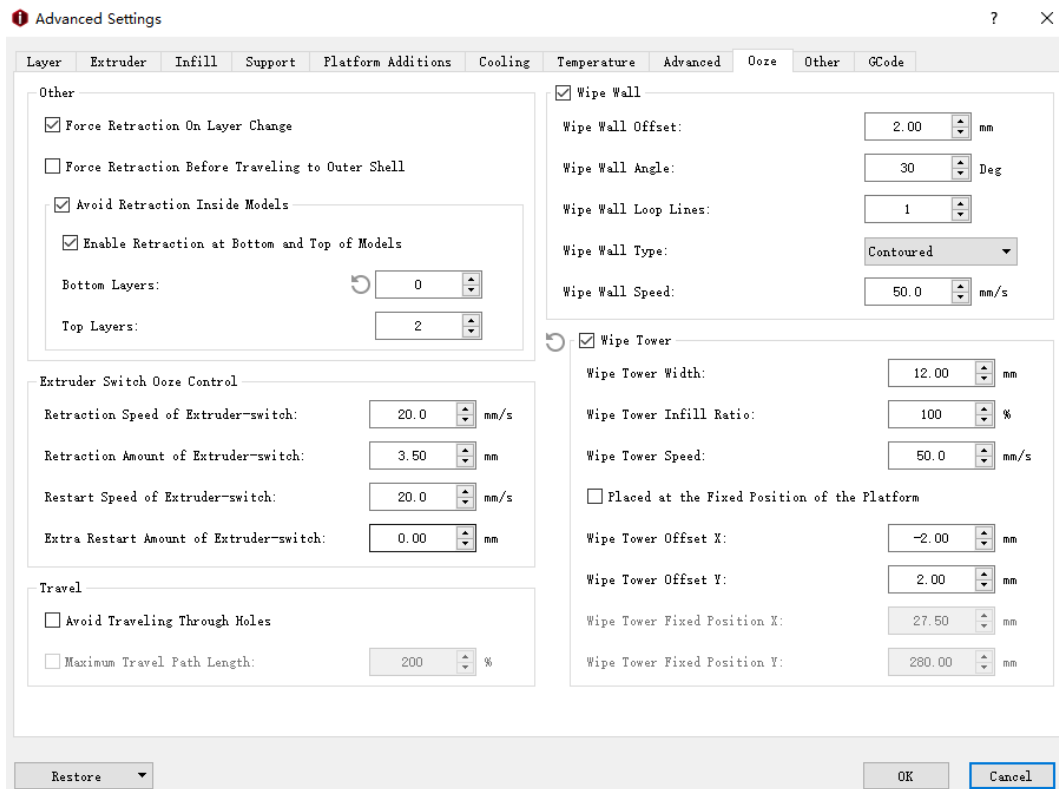 Advanced Settings
?
Layer Extruder Infill Support Platform Additions Cooling Temperature Advanced Ooze Other GCode
Other
Force Retraction On Layer Change
Force Retraction Before Traveling to Outer Shell
Avoid Retraction Inside Models
Enable Retraction at Bottom and Top of Models
Bottom Layers: 0
Top Layers: 2
Extruder Switch Ooze Control
Retraction Speed of Extruder-switch: 20.0 mm/s
Retraction Amount of Extruder-switch: 3.50 mm
Restart Speed of Extruder-switch: 20.0 mm/s
Extra Restart Amount of Extruder-switch: 0.00 mm
Travel
Avoid Traveling Through Holes
Maximum Travel Path Length: 200 %
Wipe Wall
Wipe Wall Offset: 2.00 mm
Wipe Wall Angle: 30 Deg
Wipe Wall Loop Lines: 1
Wipe Wall Type: Contoured
Wipe Wall Speed: 50.0 mm/s
Wipe Tower
Wipe Tower Width: 12.00 mm
Wipe Tower Infill Ratio: 100 %
Wipe Tower Speed: 50.0 mm/s
Placed at the Fixed Position of the Platform
Wipe Tower Offset X: -2.00 mm
Wipe Tower Offset Y: 2.00 mm
Wipe Tower Fixed Position X: 27.50 mm
Wipe Tower Fixed Position Y: 280.00 mm
Restore
OK
Cancel